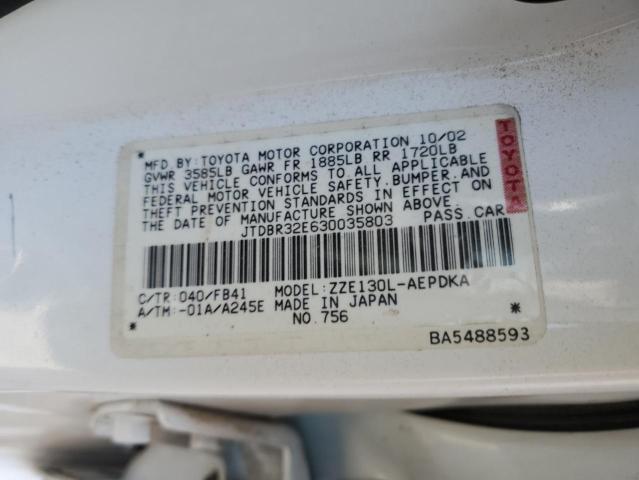 MFD.BY:TOYOTA MOTOR CORPORATION 10/02
GVWR 3585LB GAWR FR 1885LB RR 1720LB
THIS VEHICLE CONFORMS TO ALL APPLICABLE
FEDERAL MOTOR VEHICLE SAFETY,BUMPER,AND
THEFT PREVENTION STANDARDS IN EFFECT ON
THE DATE OF MANUFACTURE SHOWN ABOVE.
JTDBR32E630035803 PASS.CAR
C/TR:040/FB41 MODEL:ZZE130L-AEPDKA
A/TM:-01A/A245E MADE IN JAPAN
NO.756
BA5488593
TOYOTA